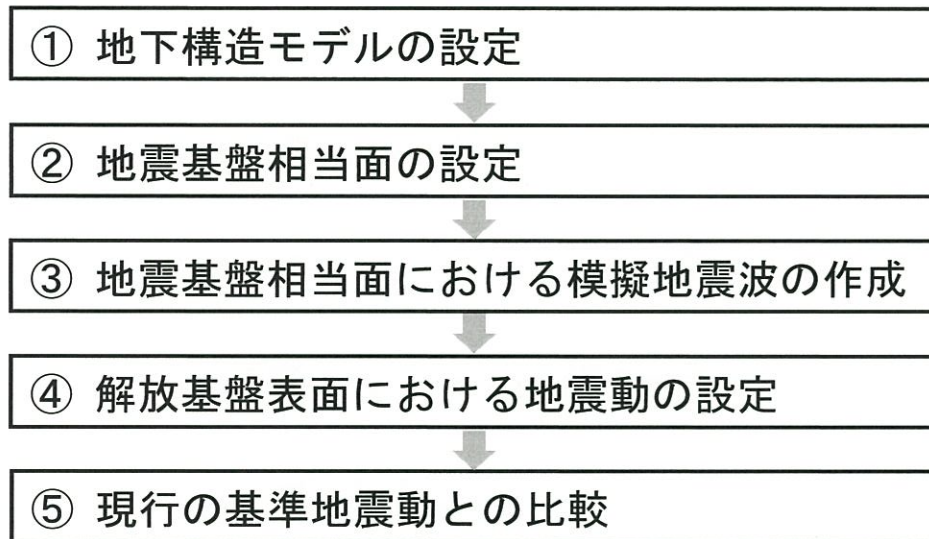 ① 地下構造モデルの設定
② 地震基盤相当面の設定
③ 地震基盤相当面における模擬地震波の作成
④ 解放基盤表面における地震動の設定
⑤ 現行の基準地震動との比較